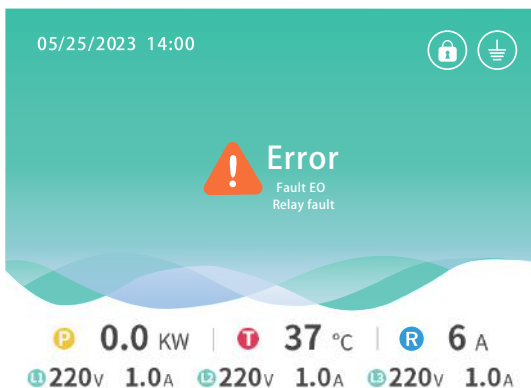 05/25/2023 14:00
Error
Fault EO
Relay fault
P 0.0 KW T 37 °C R 6 A
L1 220V 1.0A L2 220V 1.0A L3 220V 1.0A